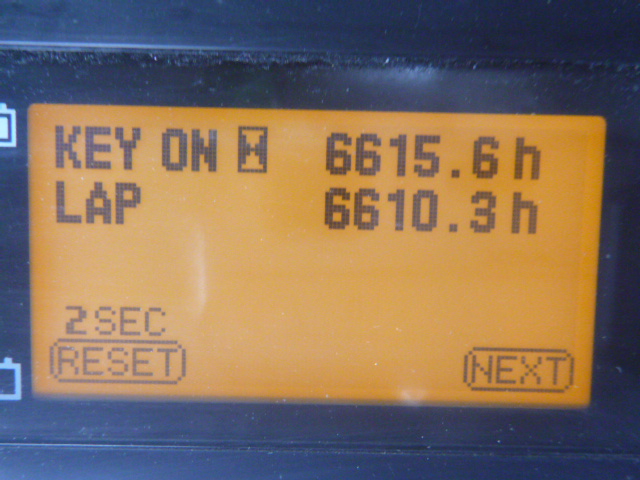 KEY ON 6615.6 h
LAP 6610.3 h
2SEC
RESET NEXT